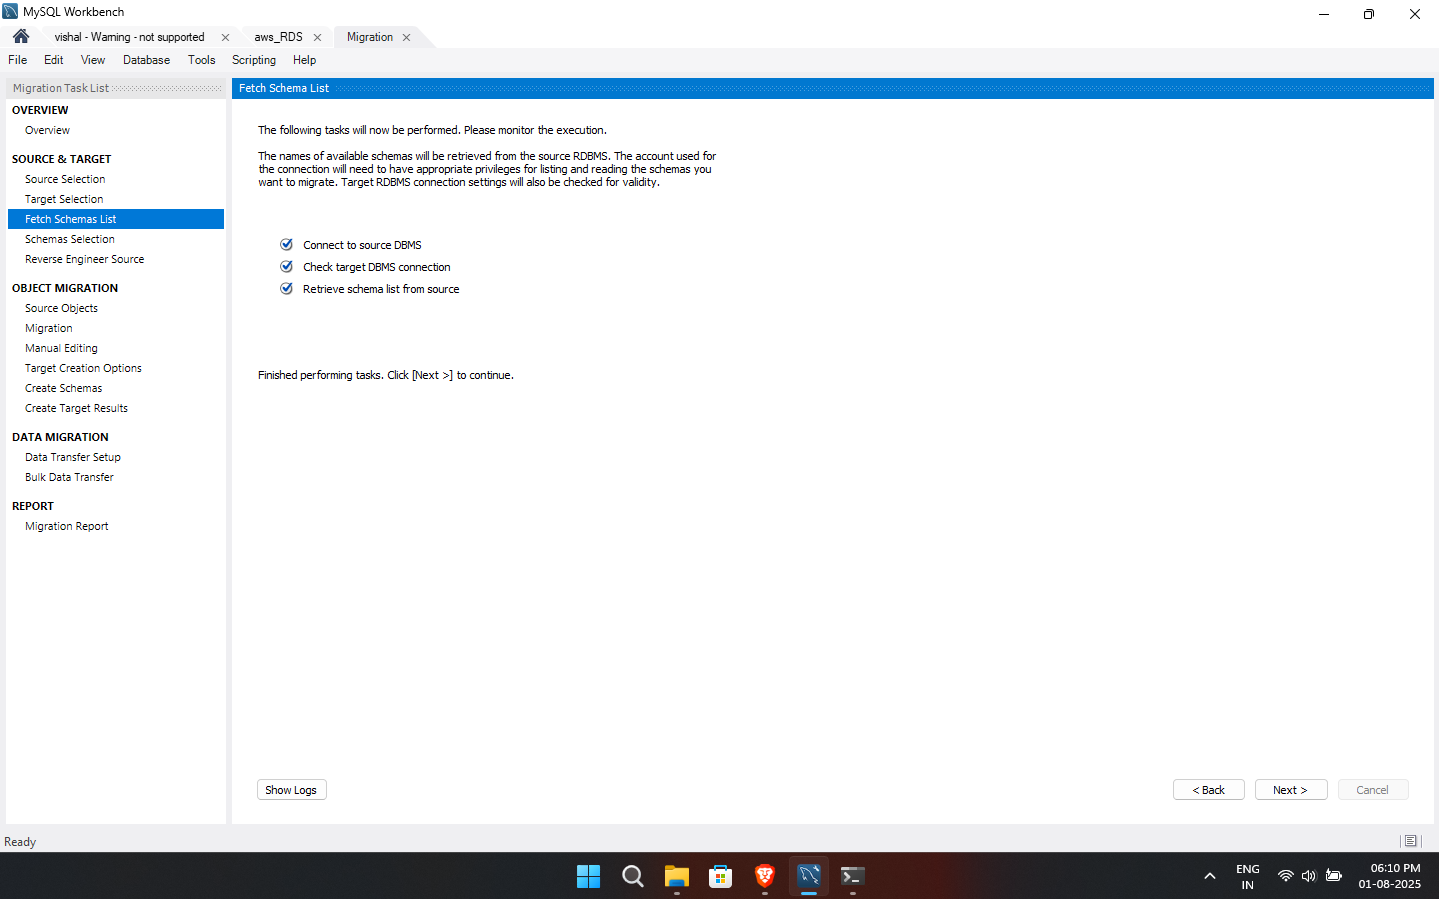 MySQL Workbench
vishal - Warning - not supported
aws_RDS
Migration
File Edit View Database Tools Scripting Help
Migration Task List
OVERVIEW
Overview
SOURCE & TARGET
Source Selection
Target Selection
Fetch Schemas List
Schemas Selection
Reverse Engineer Source
OBJECT MIGRATION
Source Objects
Migration
Manual Editing
Target Creation Options
Create Schemas
Create Target Results
DATA MIGRATION
Data Transfer Setup
Bulk Data Transfer
REPORT
Migration Report
Fetch Schema List
The following tasks will now be performed. Please monitor the execution.
The names of available schemas will be retrieved from the source RDBMS. The account used for
the connection will need to have appropriate privileges for listing and reading the schemas you
want to migrate. Target RDBMS connection settings will also be checked for validity.
Connect to source DBMS
Check target DBMS connection
Retrieve schema list from source
Finished performing tasks. Click [Next >] to continue.
Show Logs
< Back
Next >
Cancel
Ready
ENG
IN
06:10 PM
01-08-2025